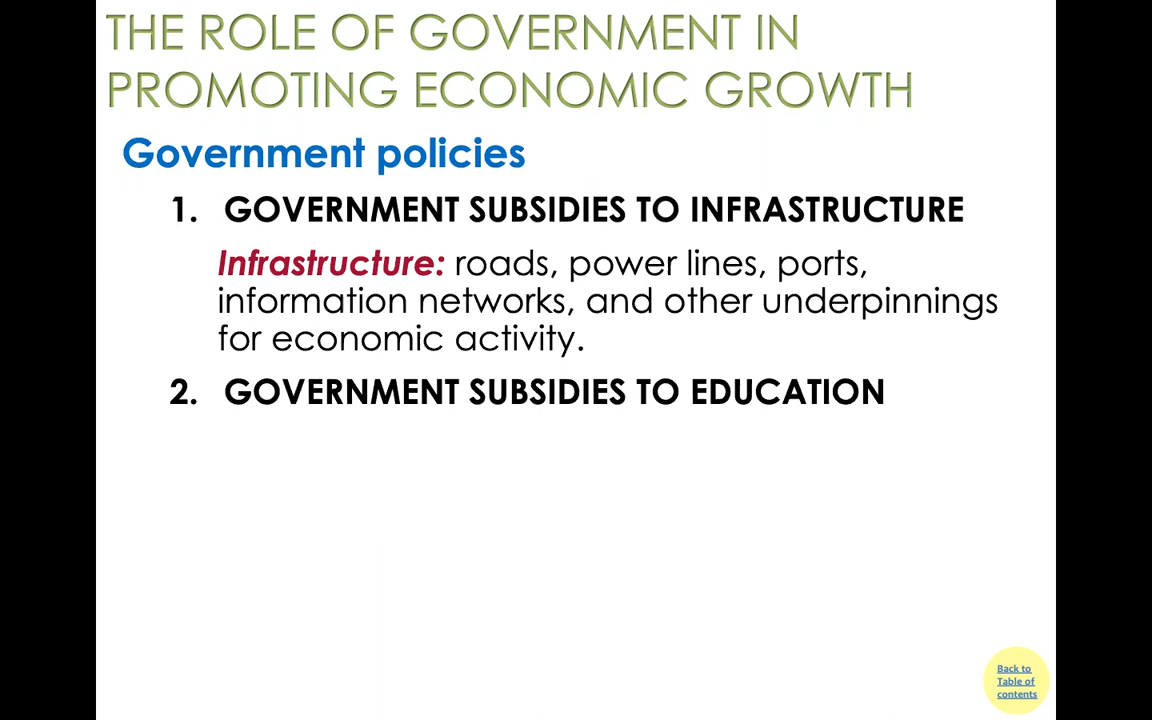 THE ROLE OF GOVERNMENT IN
PROMOTING ECONOMIC GROWTH
Government policies
1. GOVERNMENT SUBSIDIES TO INFRASTRUCTURE
Infrastructure: roads, power lines, ports,
information networks, and other underpinnings
for economic activity.
2. GOVERNMENT SUBSIDIES TO EDUCATION
Back to
Table of
contents